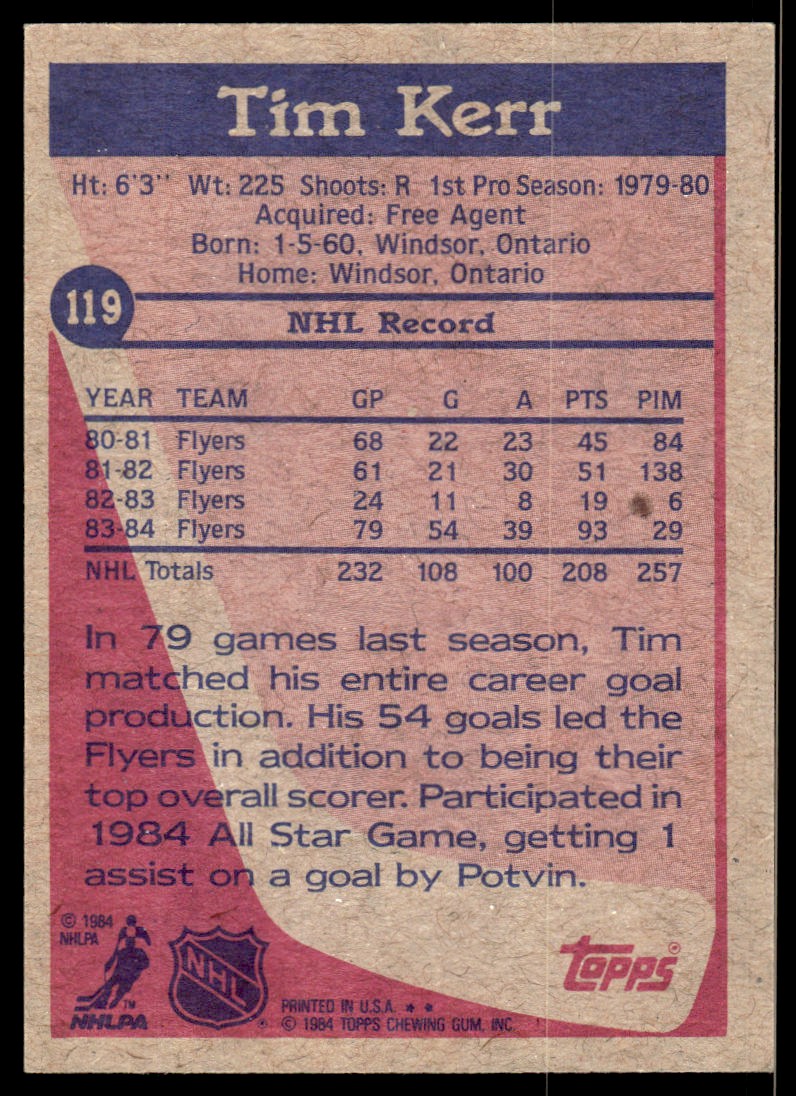 Tim Kerr
Ht: 6'3" Wt: 225 Shoots: R 1st Pro Season: 1979-80
Acquired: Free Agent
Born: 1-5-60, Windsor, Ontario
Home: Windsor, Ontario
119
NHL Record
YEAR TEAM GP G A PTS PIM
80-81 Flyers 68 22 23 45 84
81-82 Flyers 61 21 30 51 138
82-83 Flyers 24 11 8 19 6
83-84 Flyers 79 54 39 93 29
NHL Totals 232 108 100 208 257
In 79 games last season, Tim
matched his entire career goal
production. His 54 goals led the
Flyers in addition to being their
top overall scorer. Participated in
1984 All Star Game, getting 1
assist on a goal by Potvin.
© 1984
NHLPA
TM
NHLPA
NHL
®
topps®
PRINTED IN U.S.A. * *
© 1984 TOPPS CHEWING GUM, INC.